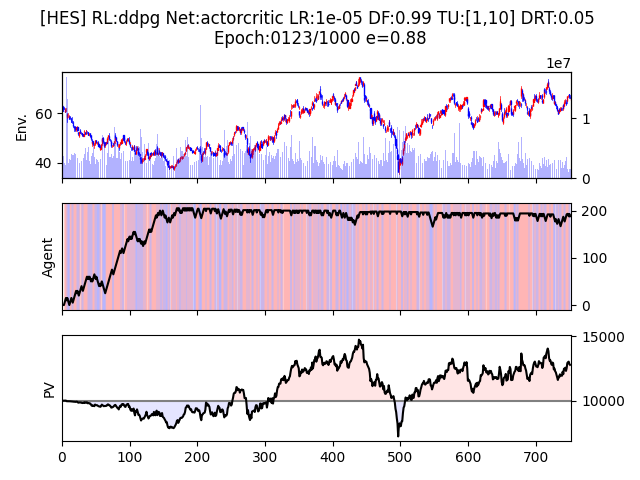 [HES] RL:ddpg Net:actorcritic LR:1e-05 DF:0.99 TU:[1,10] DRT:0.05
Epoch:0123/1000 e=0.88
1e7
60
40
Env.
1
0
Agent
200
100
0
PV
15000
10000
0 100 200 300 400 500 600 700